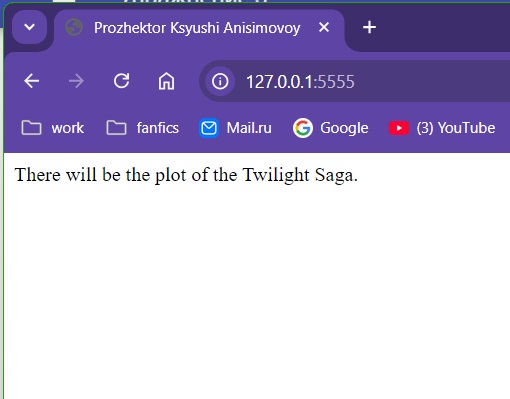 Prozhektor Ksyushi Anisimovoy
127.0.0.1:5555
work fanfics Mail.ru Google (3) YouTube
There will be the plot of the Twilight Saga.